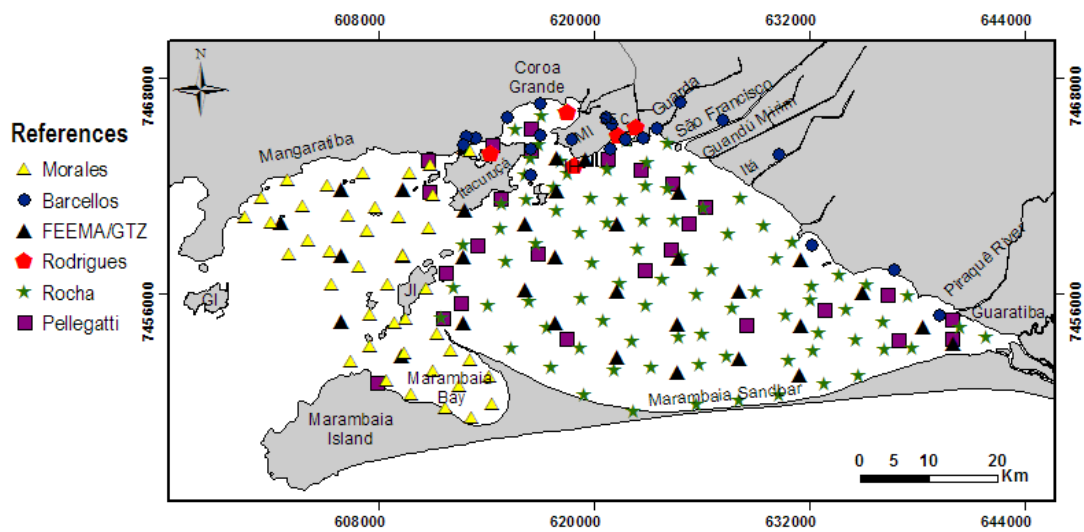 608000 620000 632000 644000
N
Coroa
Grande
7468000
7468000
Guarda
São Francisco
Guandú Mirim
Itá
MI
References
Morales
Barcellos
FEEMA/GTZ
Rodrigues
Rocha
Pellegatti
Mangaratiba
Itacuruçá
Piraquê River
GI
JI
7456000
7456000
Guaratiba
Marambaia
Bay
Marambaia Sandbar
Marambaia
Island
0 5 10 20
Km
608000 620000 632000 644000